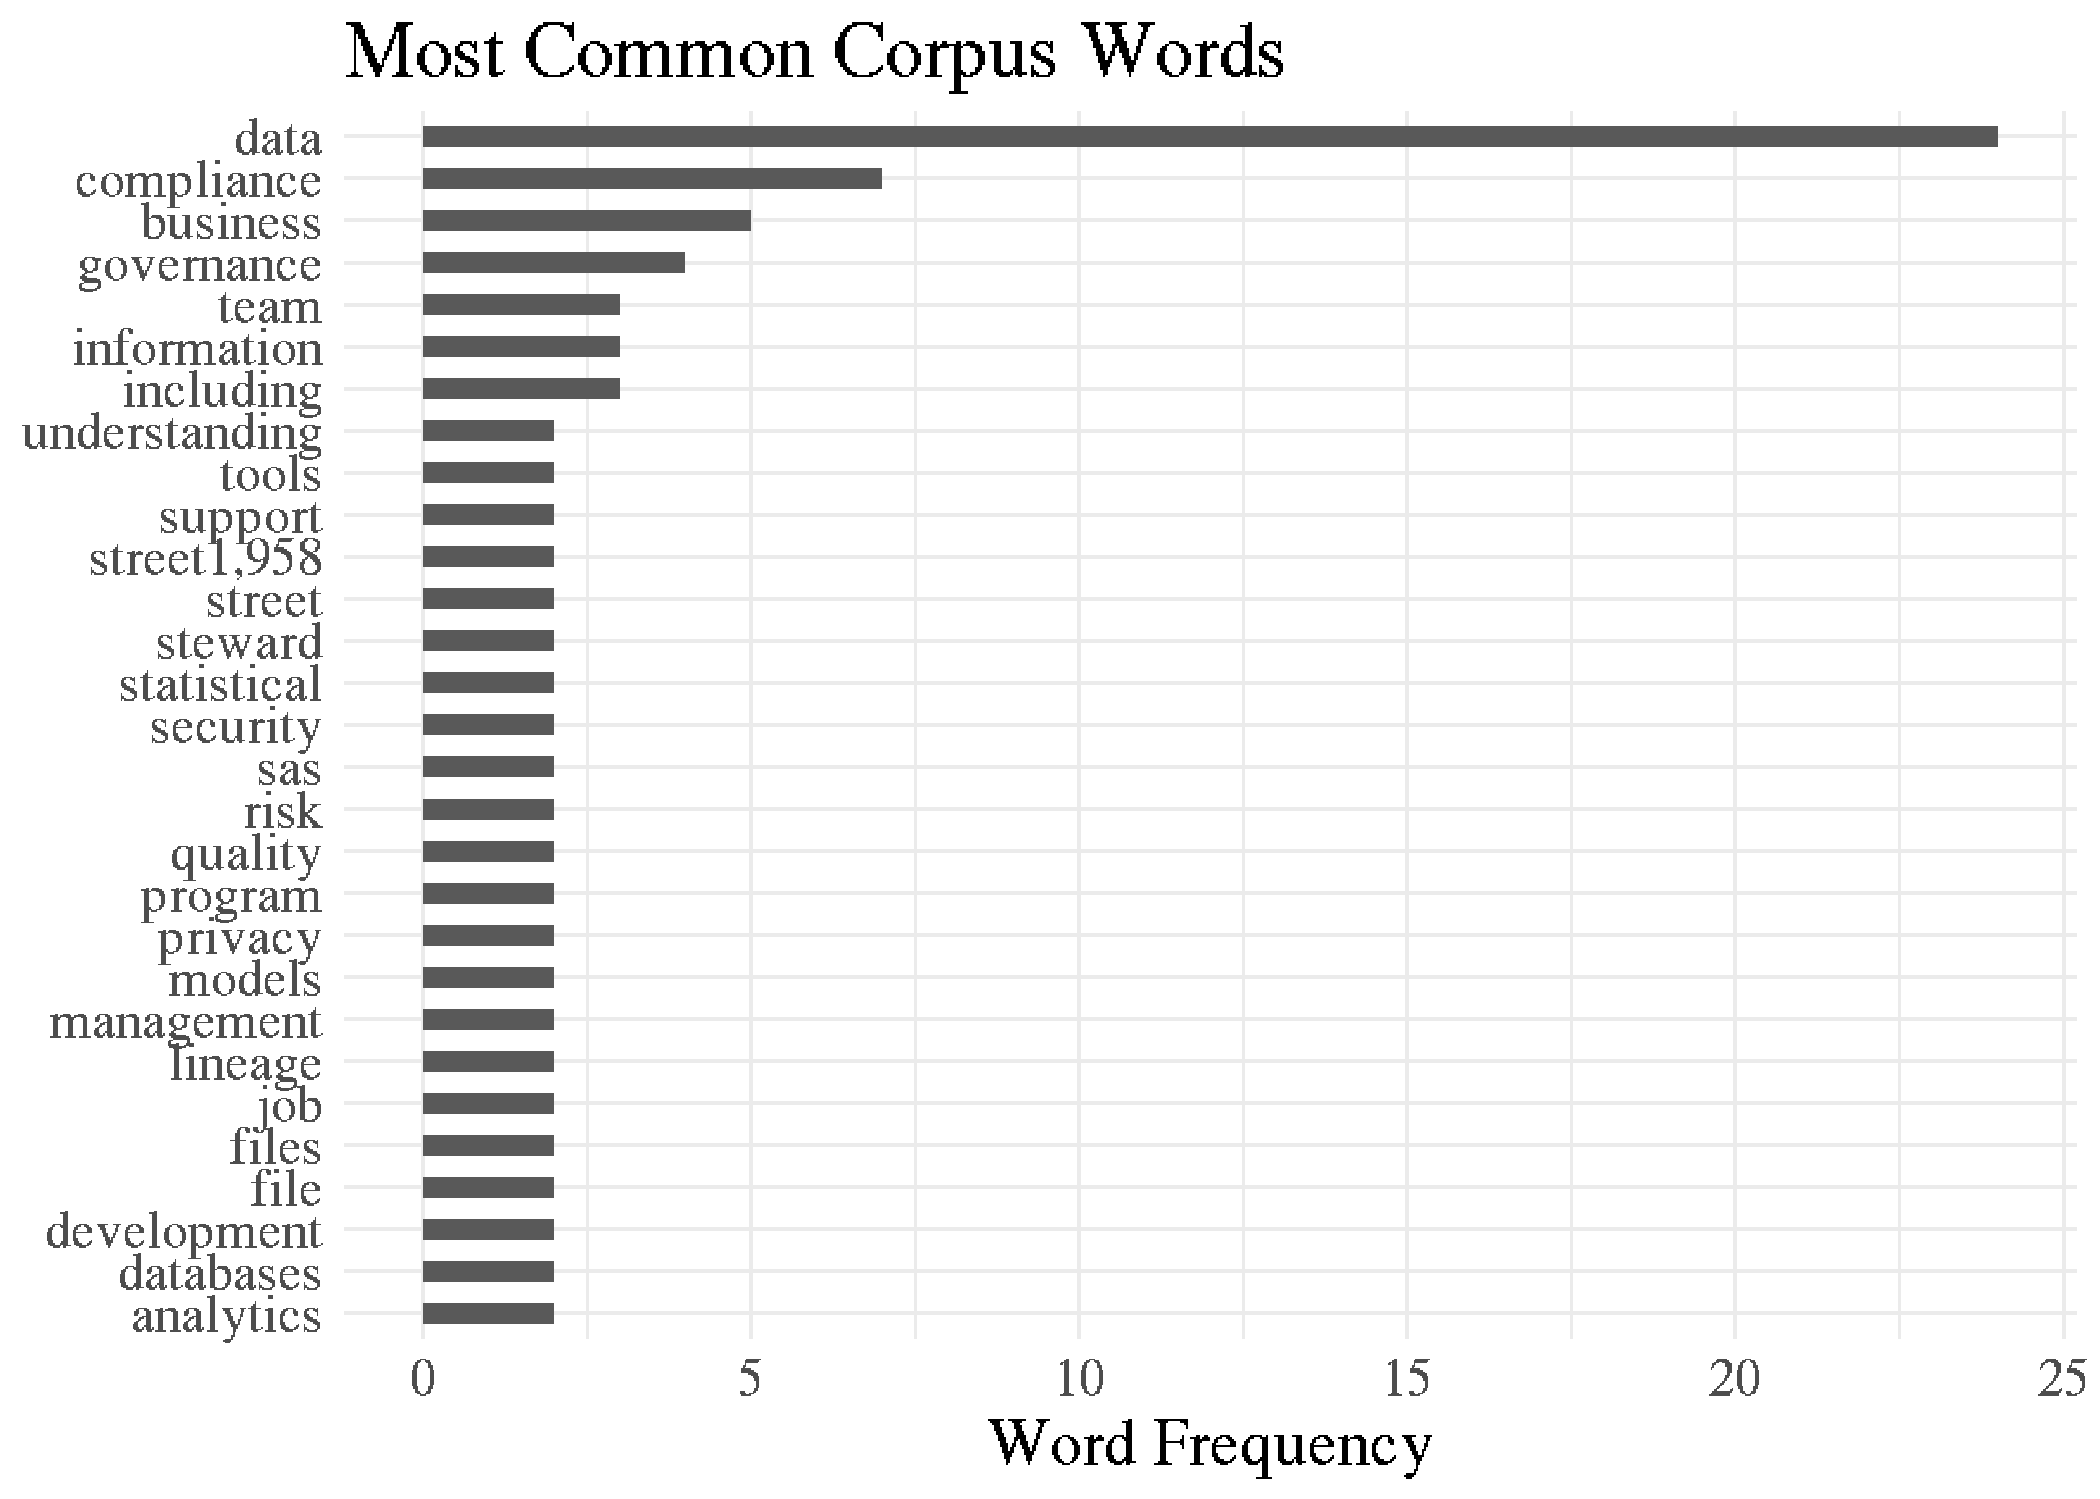 Most Common Corpus Words
data
compliance
business
governance
team
information
including
understanding
tools
support
street1,958
street
steward
statistical
security
sas
risk
quality
program
privacy
models
management
lineage
job
files
file
development
databases
analytics
0 5 10 15 20 25
Word Frequency